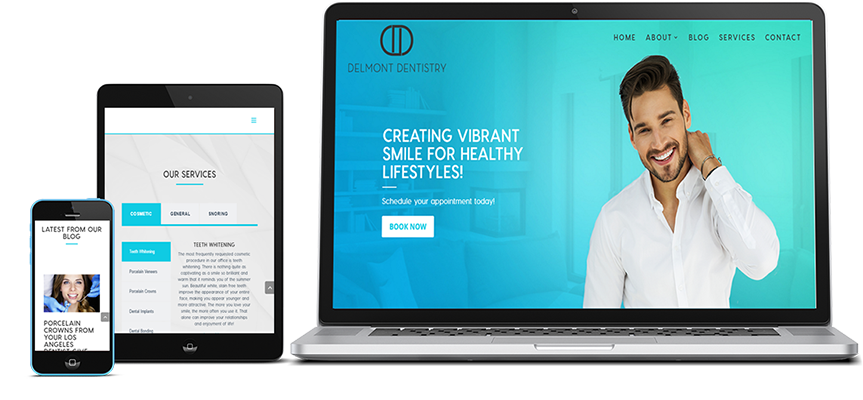 DELMONT DENTISTRY
HOME ABOUT BLOG SERVICES CONTACT
CREATING VIBRANT
SMILE FOR HEALTHY
LIFESTYLES!
Schedule your appointment today!
BOOK NOW
OUR SERVICES
COSMETIC GENERAL SNORING
Teeth Whitening
Porcelain Veneers
Porcelain Crowns
Dental Implants
Dental Bonding
TEETH WHITENING
The most frequently requested cosmetic
procedure in our office is teeth
whitening. There is nothing quite as
captivating as a smile so brilliant and
warm that it reminds you of the summer
sun. Beautiful white, stain free teeth
improve the appearance of your entire
face, making you appear younger and
more attractive. The more you love your
smile, the more often you use it. That
alone can improve your relationships
and enjoyment of life!
LATEST FROM OUR
BLOG
PORCELAIN
CROWNS FROM
YOUR LOS
ANGELES
DENTIST GIVE